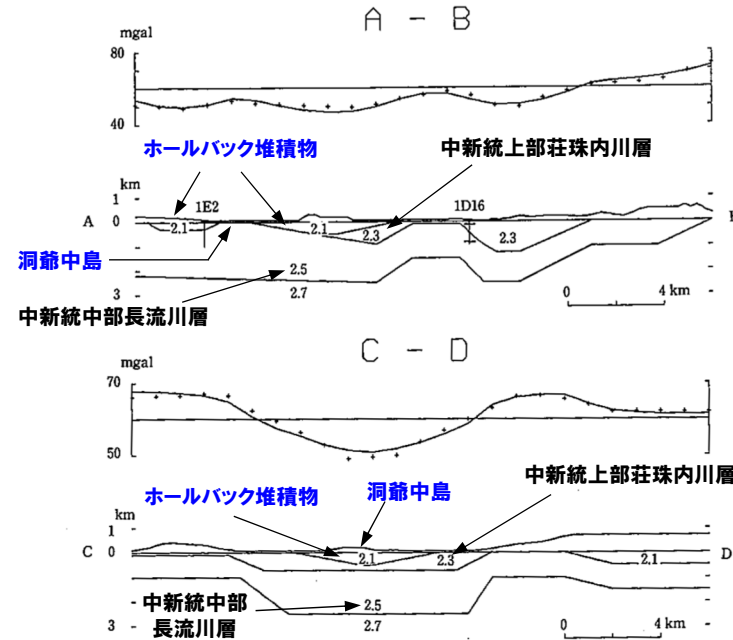 A - B
mgal
80
40
ホールバック堆積物
中新統上部荘珠内川層
km
1
0
A
1E2
1D16
2.1
2.1
2.3
2.3
洞爺中島
2.5
3
2.7
0
4 km
中新統中部長流川層
C - D
mgal
70
50
中新統上部荘珠内川層
ホールバック堆積物
洞爺中島
km
1
C
0
D
2.1
2.3
2.1
中新統中部
長流川層
2.5
3
2.7
0
4 km